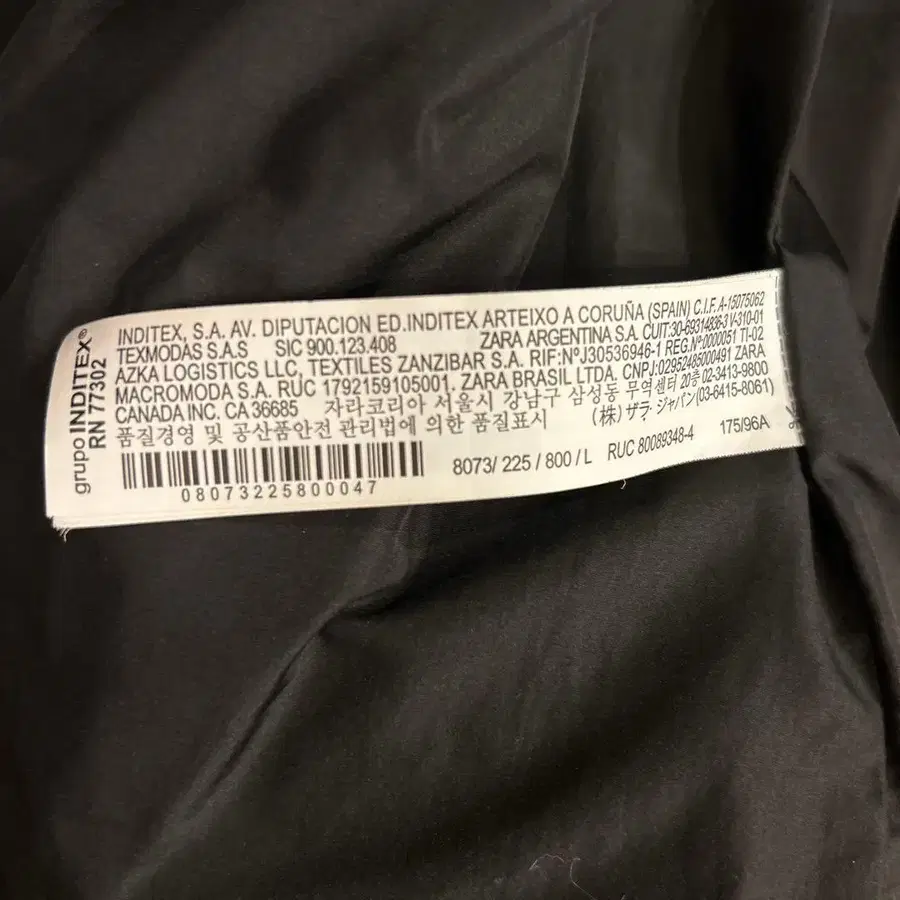 grupo INDITEX®
RN 77302
INDITEX, S.A. AV. DIPUTACION ED.INDITEX ARTEIXO A CORUÑA (SPAIN) C.I.F. A-15075062
TEXMODAS S.A.S SIC 900.123.408 ZARA ARGENTINA S.A. CUIT:30-69314836-3 V-310-01
AZKA LOGISTICS LLC, TEXTILES ZANZIBAR S.A. RIF:NºJ30536946-1 REG.Nº0000051 TI-02
MACROMODA S.A. RUC 1792159105001. ZARA BRASIL LTDA. CNPJ:0295248500491 ZARA
CANADA INC. CA 36685 자라코리아 서울시 강남구 삼성동 무역센터 20층 02-3413-9800
품질경영 및 공산품안전 관리법에 의한 품질표시 (株) ザラ・ジャパン(03-6415-8061)
8073/ 225 / 800 / L RUC 80089348-4 175/96A
08073225800047